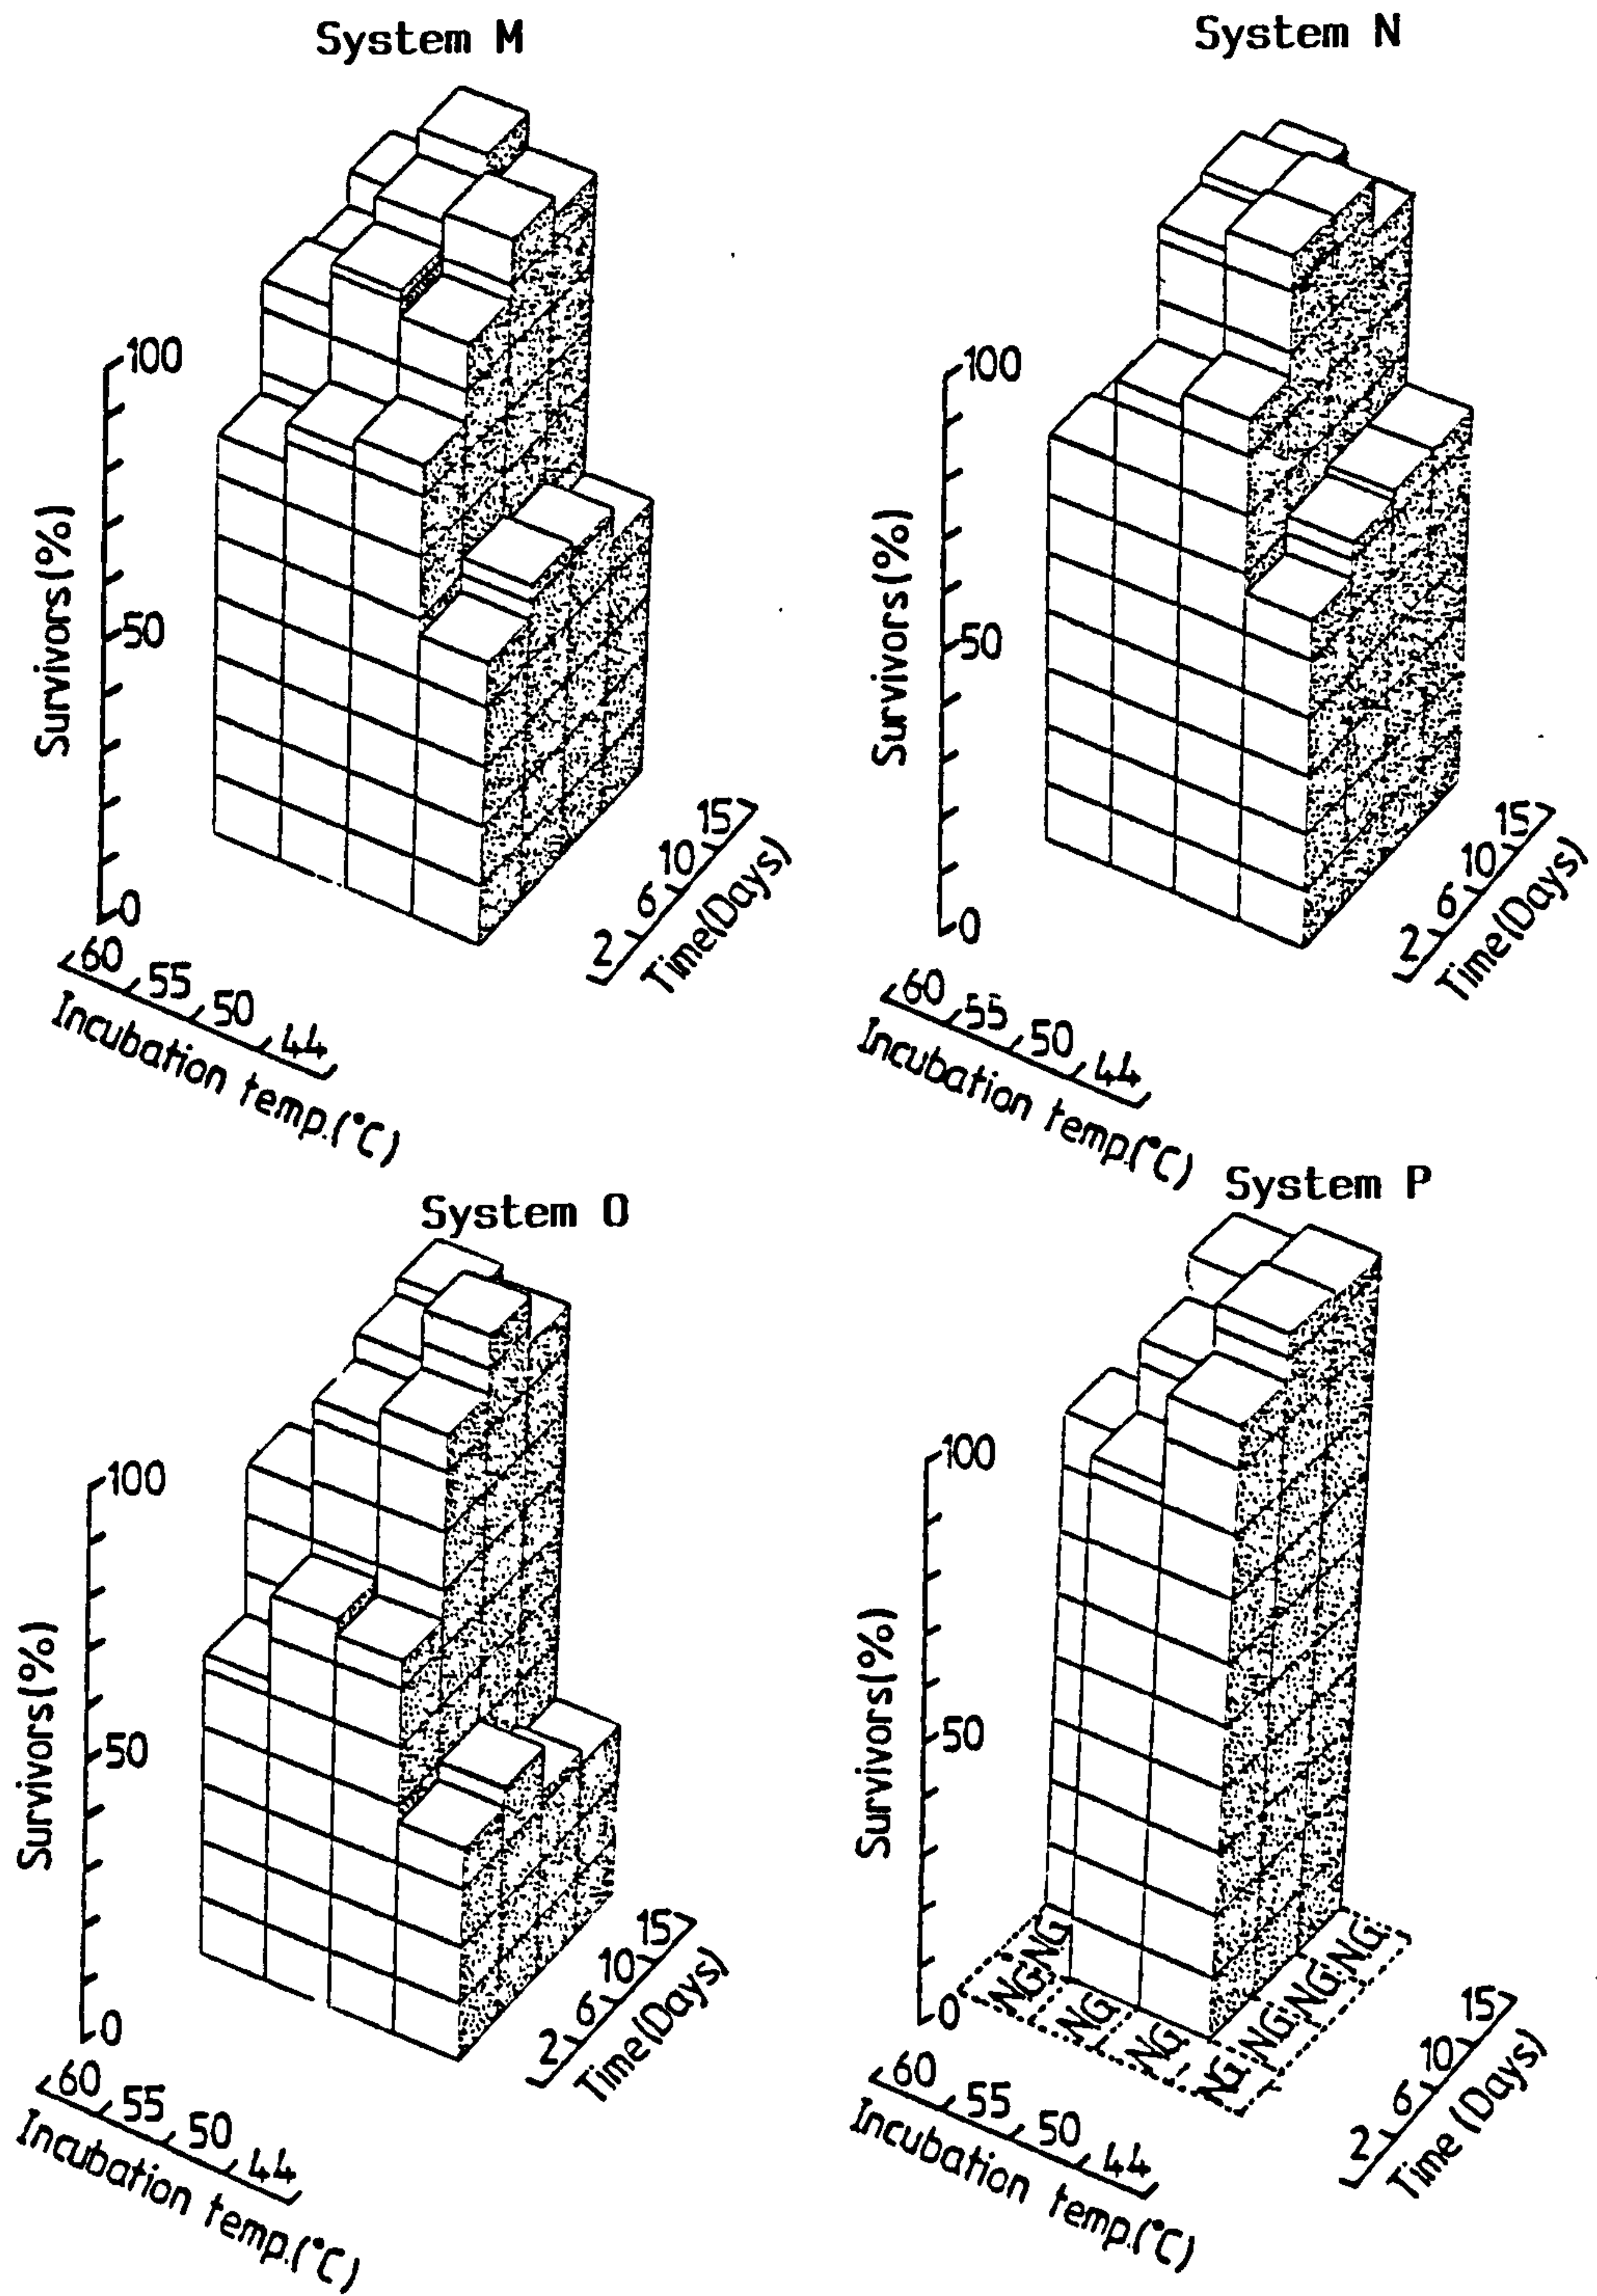 System M
100
50
0
Survivors(%)
60 55 50 44
Incubation temp.(°C)
2 6 10 15
Time(Days)
System N
100
50
0
Survivors(%)
60 55 50 44
Incubation temp.(°C)
2 6 10 15
Time(Days)
System O
100
50
0
Survivors(%)
60 55 50 44
Incubation temp.(°C)
2 6 10 15
Time(Days)
System P
100
50
0
Survivors(%)
NG NG NG NG NG NG NG NG
60 55 50 44
Incubation temp.(°C)
2 6 10 15
Time (Days)